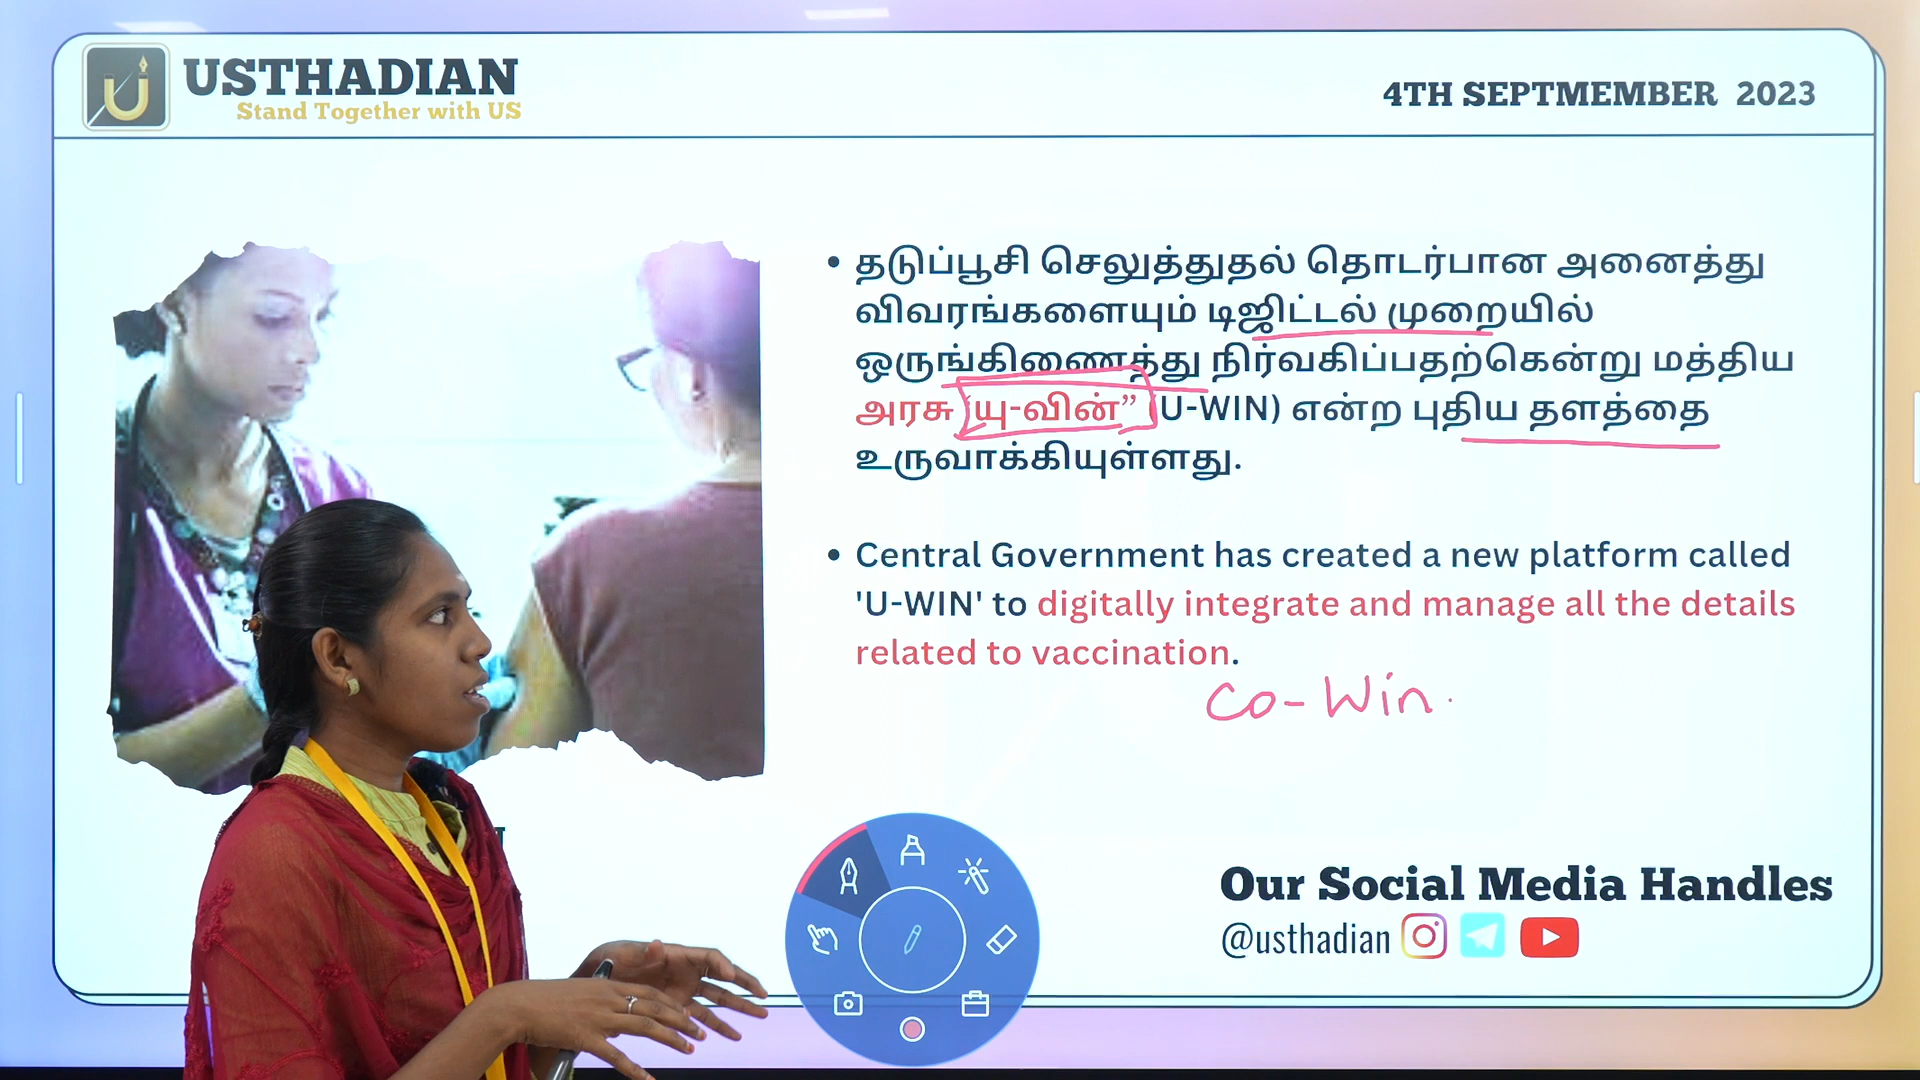 USTHADIAN
Stand Together with US
4TH SEPTMEMBER 2023
• தடுப்பூசி செலுத்துதல் தொடர்பான அனைத்து
விவரங்களையும் டிஜிட்டல் முறையில்
ஒருங்கிணைத்து நிர்வகிப்பதற்கென்று மத்திய
அரசு “யு-வின்” (U-WIN) என்ற புதிய தளத்தை
உருவாக்கியுள்ளது.
• Central Government has created a new platform called
'U-WIN' to digitally integrate and manage all the details
related to vaccination.
Co-Win.
Our Social Media Handles
@usthadian